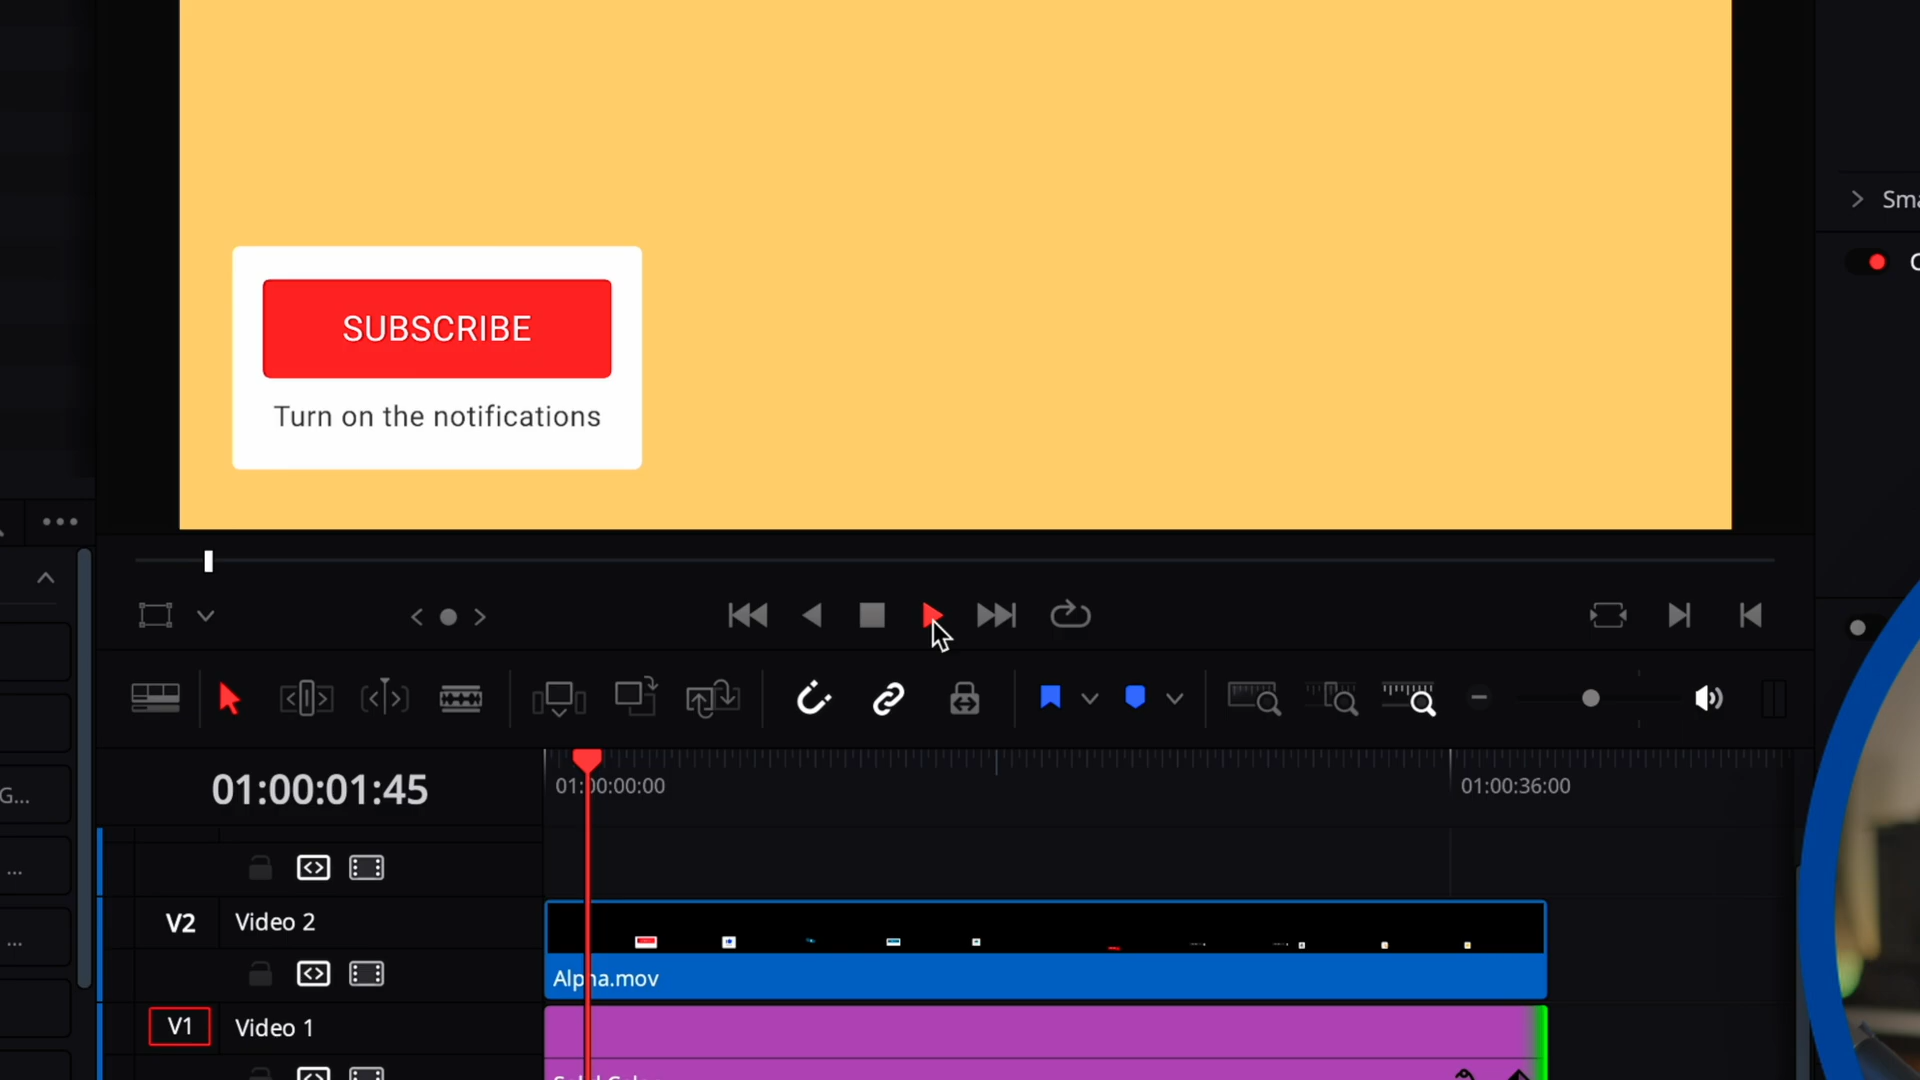 SUBSCRIBE
Turn on the notifications
Sma
G...
...
...
01:00:01:45
01:00:00:00
01:00:36:00
V2
Video 2
Alpha.mov
V1
Video 1